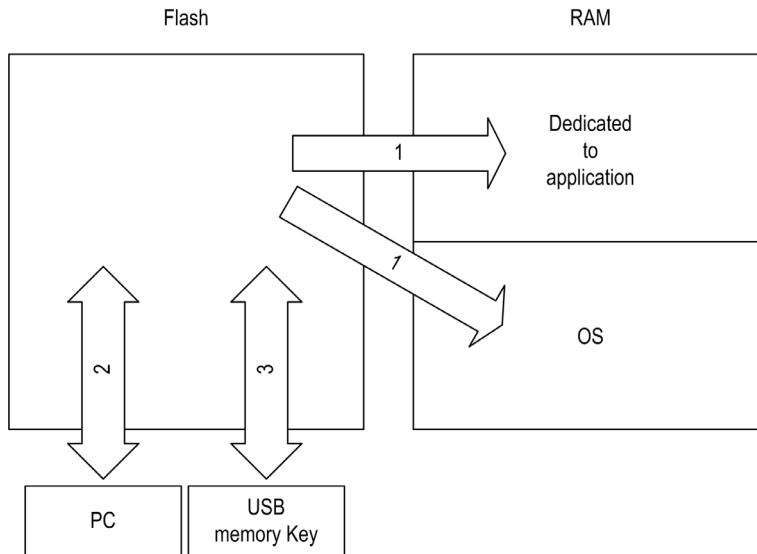 Flash
RAM
Dedicated
to
application
1
1
OS
2
3
PC
USB
memory Key